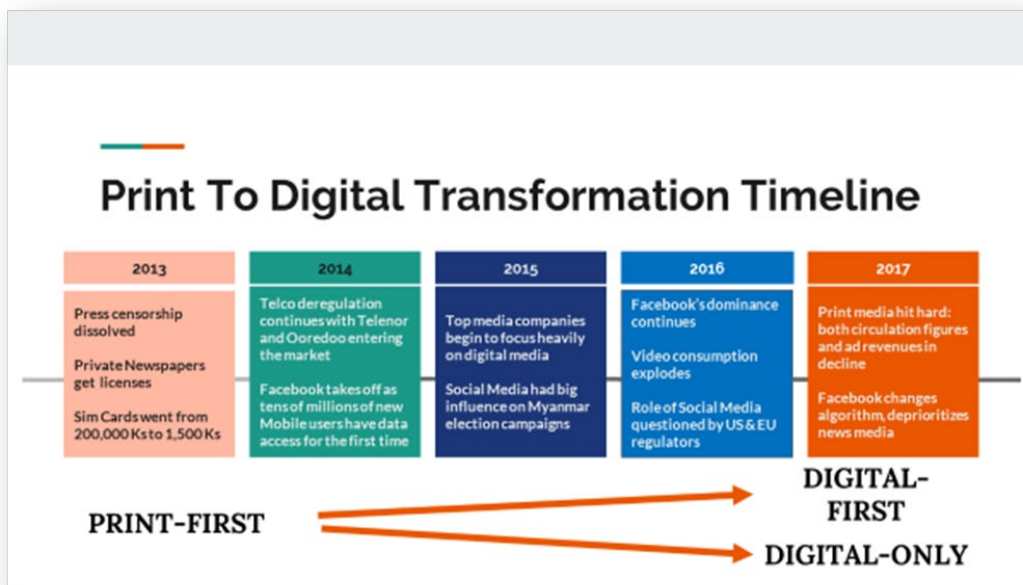 Print To Digital Transformation Timeline
2013
Press censorship
dissolved
Private Newspapers
get licenses
Sim Cards went from
200,000 Ks to 1,500 Ks
2014
Telco deregulation
continues with Telenor
and Ooredoo entering
the market
Facebook takes off as
tens of millions of new
Mobile users have data
access for the first time
2015
Top media companies
begin to focus heavily
on digital media
Social Media had big
influence on Myanmar
election campaigns
2016
Facebook's dominance
continues
Video consumption
explodes
Role of Social Media
questioned by US & EU
regulators
2017
Print media hit hard:
both circulation figures
and ad revenues in
decline
Facebook changes
algorithm, deprioritizes
news media
PRINT-FIRST
DIGITAL-
FIRST
DIGITAL-ONLY